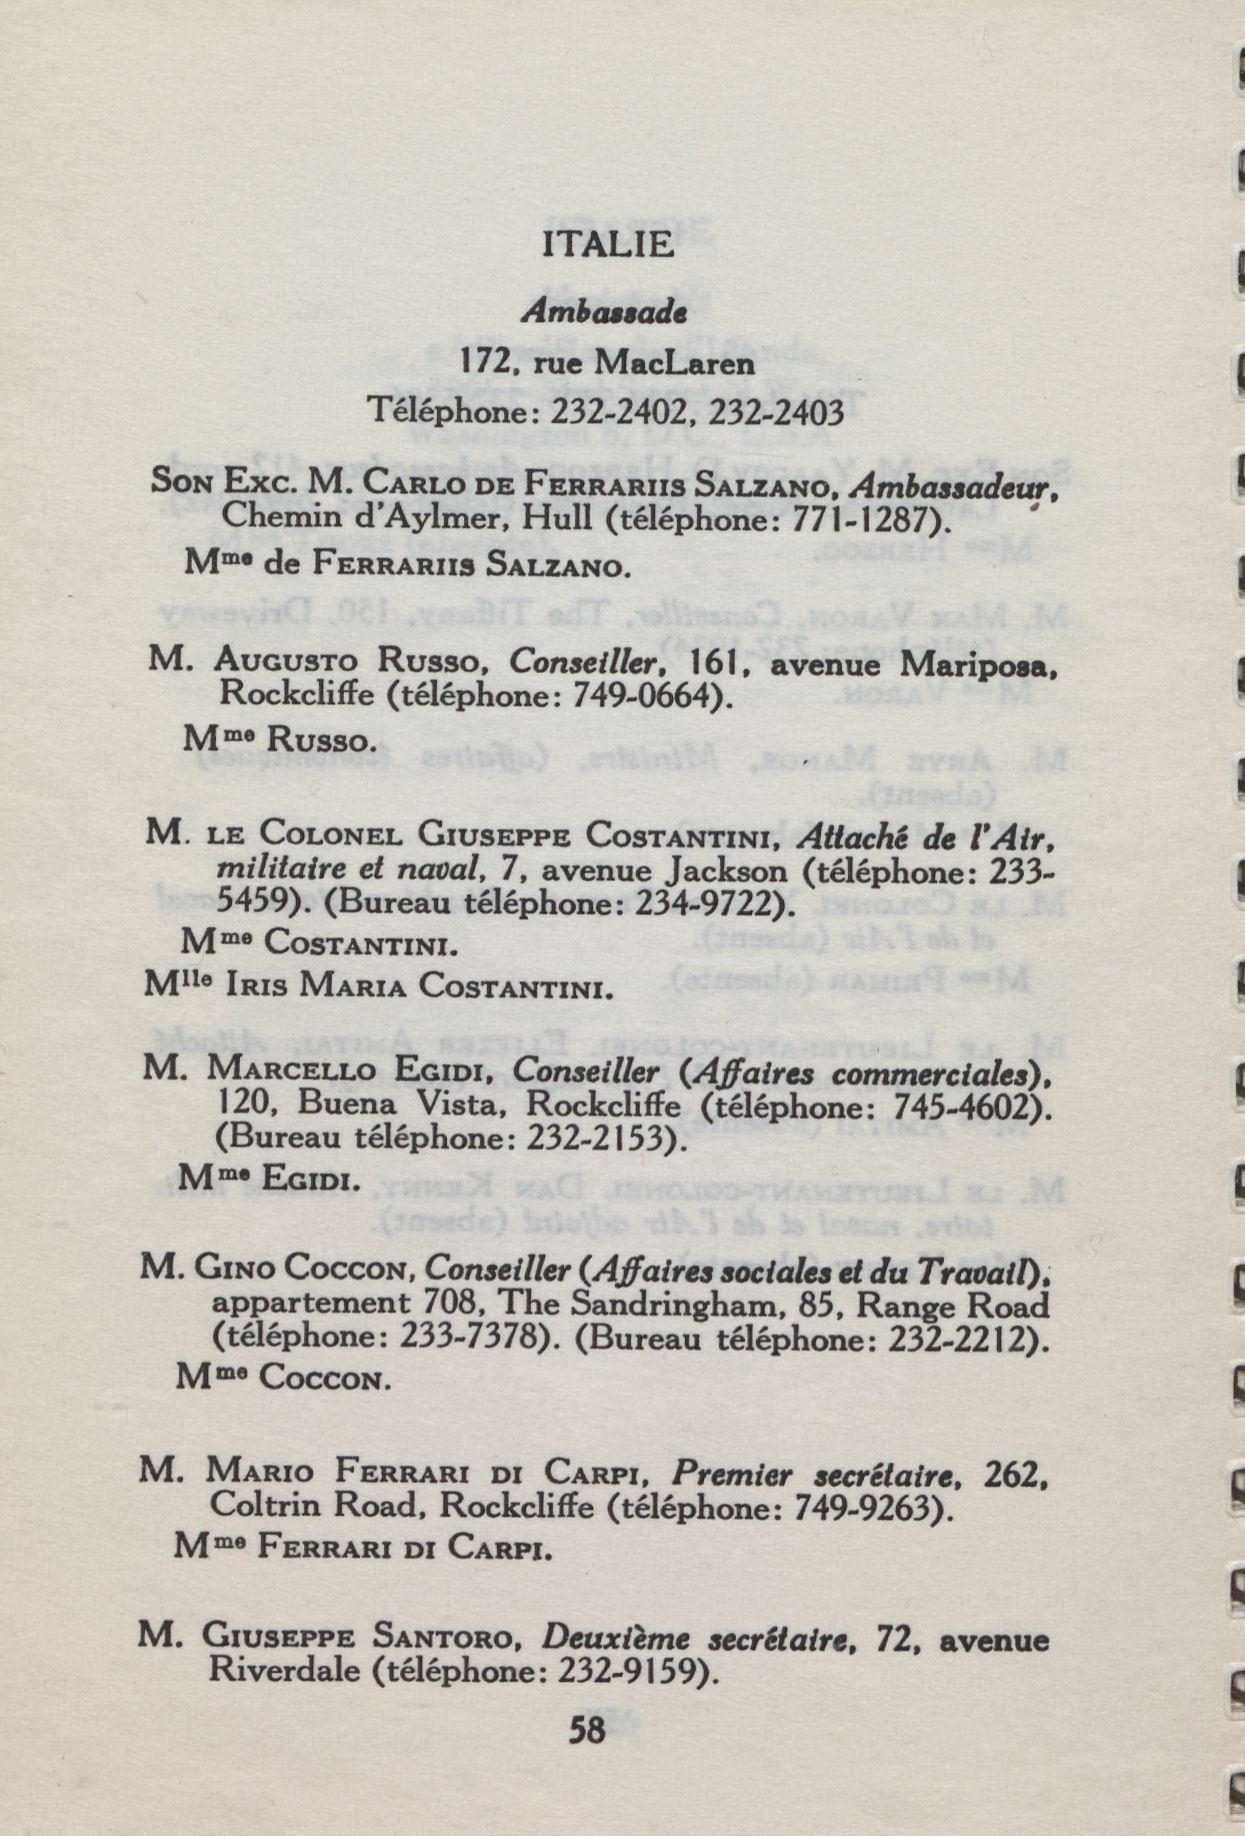 ITALIE
Ambassade
172, rue MacLaren
Téléphone: 232-2402, 232-2403
SON EXC. M. CARLO DE FERRARIIS SALZANO, Ambassadeur,
Chemin d'Aylmer, Hull (téléphone: 771-1287).
Mme de FERRARIIS SALZANO.
M. AUGUSTO RUSSO, Conseiller, 161, avenue Mariposa,
Rockcliffe (téléphone: 749-0664).
Mme RUSSO.
M. LE COLONEL GIUSEPPE COSTANTINI, Attaché de l'Air,
militaire et naval, 7, avenue Jackson (téléphone: 233-
5459). (Bureau téléphone: 234-9722).
Mme COSTANTINI.
Mlle IRIS MARIA COSTANTINI.
M. MARCELLO EGIDI, Conseiller (Affaires commerciales),
120, Buena Vista, Rockcliffe (téléphone: 745-4602).
(Bureau téléphone: 232-2153).
Mme EGIDI.
M. GINO COCCON, Conseiller (Affaires sociales et du Travail),
appartement 708, The Sandringham, 85, Range Road
(téléphone: 233-7378). (Bureau téléphone: 232-2212).
Mme COCCON.
M. MARIO FERRARI DI CARPI, Premier secrétaire, 262,
Coltrin Road, Rockcliffe (téléphone: 749-9263).
Mme FERRARI DI CARPI.
M. GIUSEPPE SANTORO, Deuxième secrétaire, 72, avenue
Riverdale (téléphone: 232-9159).
58